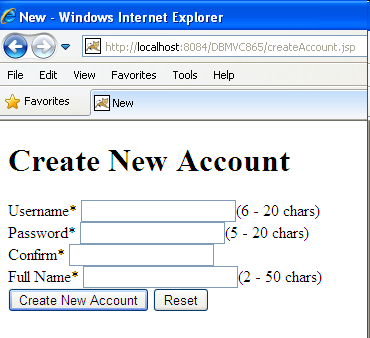 New - Windows Internet Explorer
http://localhost:8084/DBMVC865/createAccount.jsp
File Edit View Favorites Tools Help
Favorites New
Create New Account
Username* (6 - 20 chars)
Password* (5 - 20 chars)
Confirm*
Full Name* (2 - 50 chars)
Create New Account Reset